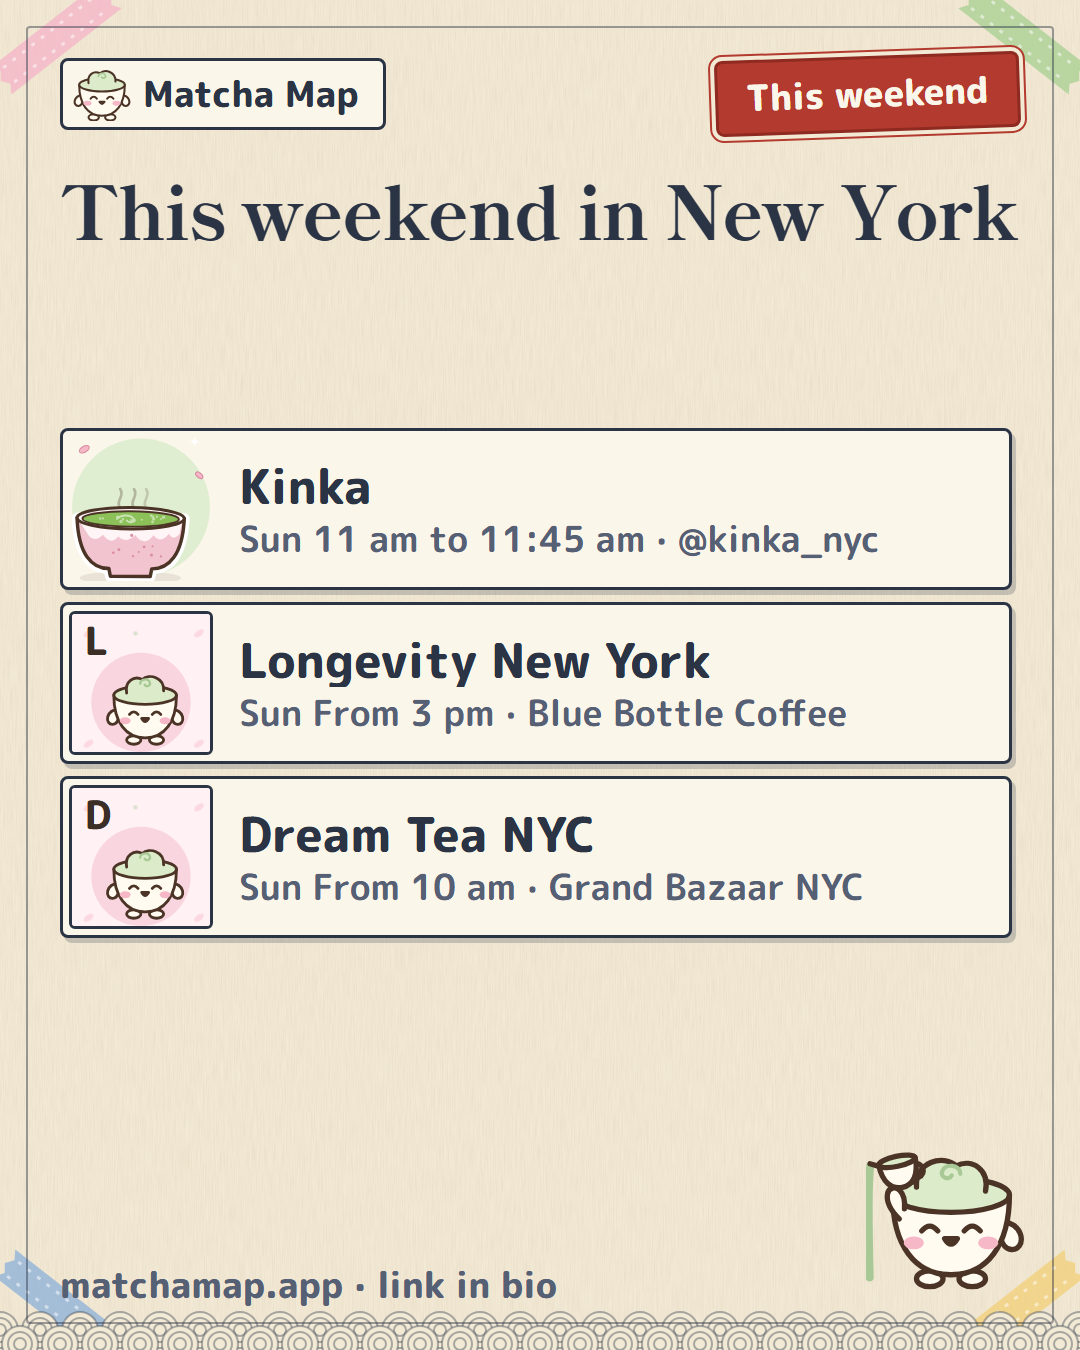 Matcha Map
This weekend
This weekend in New York
Kinka
Sun 11 am to 11:45 am · @kinka_nyc
L
Longevity New York
Sun From 3 pm · Blue Bottle Coffee
D
Dream Tea NYC
Sun From 10 am · Grand Bazaar NYC
matchamap.app · link in bio